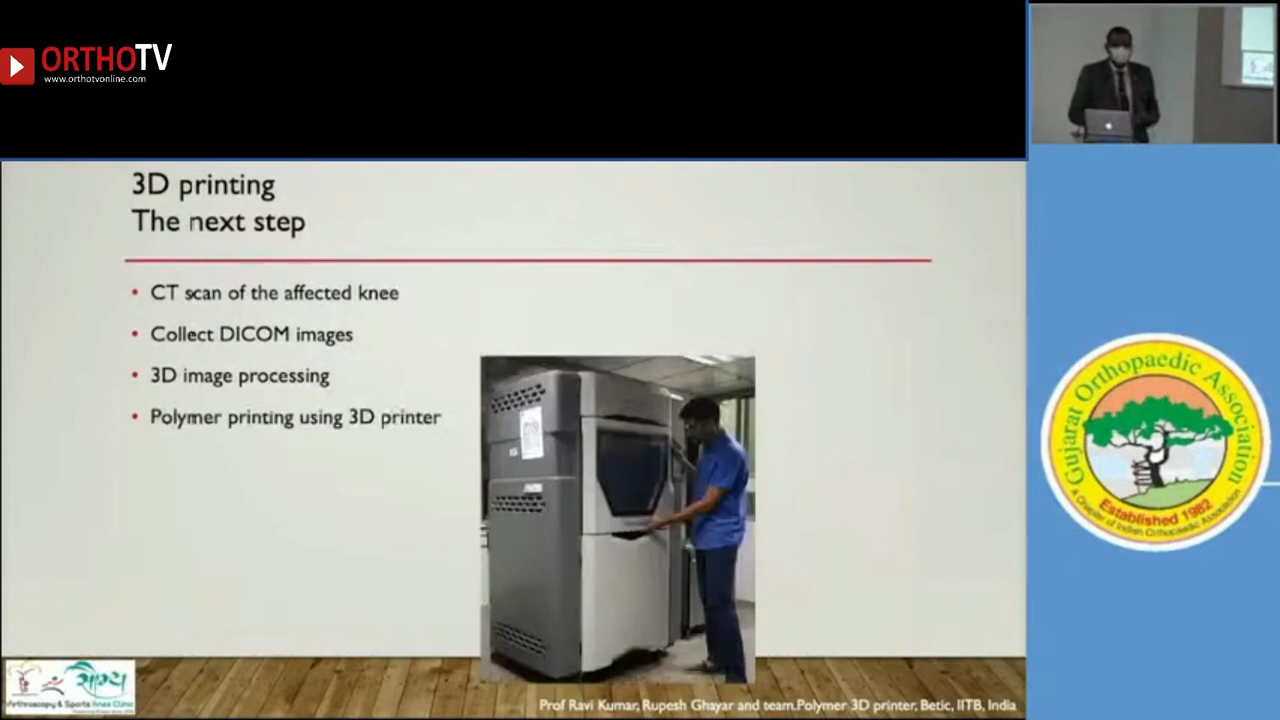 ORTHOTV
www.orthotvonline.com
3D printing
The next step
• CT scan of the affected knee
• Collect DICOM images
• 3D image processing
• Polymer printing using 3D printer
Gujarat Orthopaedic Association
Established 1982
A Chapter of Indian Orthopaedic Association
Arthroscopy & Sports Knee Clinic
Prof Ravi Kumar, Rupesh Ghayar and team.Polymer 3D printer, Betic, IITB, India